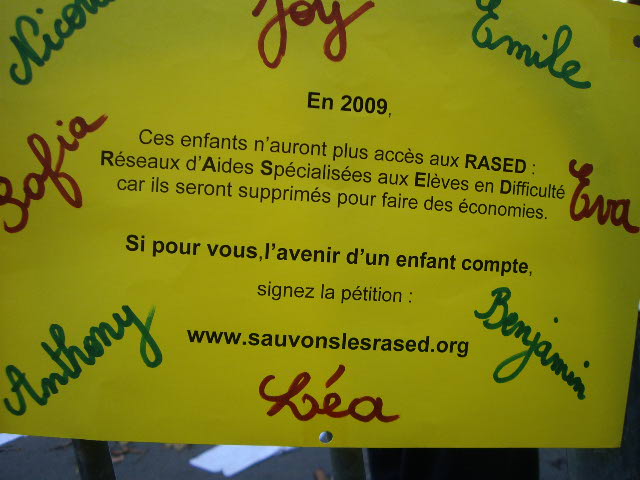 Joy
Emile
Sofia
En 2009,
Ces enfants n'auront plus accès aux RASED :
Réseaux d'Aides Spécialisées aux Elèves en Difficulté
car ils seront supprimés pour faire des économies.
Eva
Si pour vous,l'avenir d'un enfant compte,
signez la pétition :
www.sauvonslesrased.org
Anthony
Benjamin
Léa